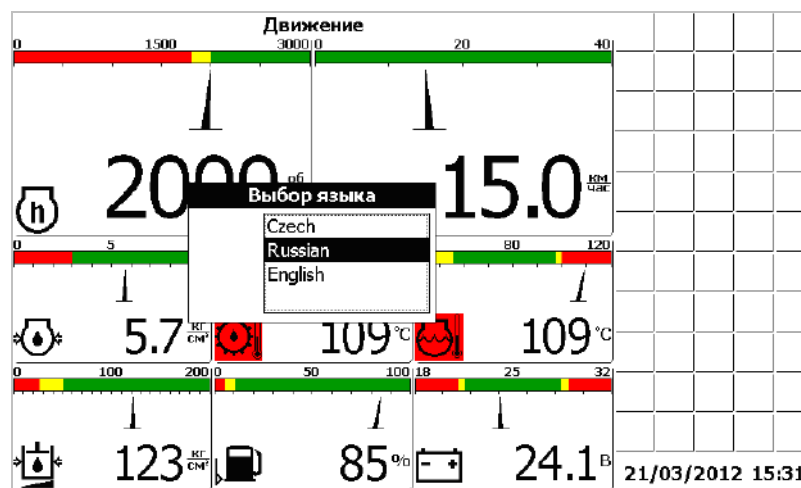 Движение
0 1500 3000 0 20 40
2000 об
15.0 км/час
h
Выбор языка
Czech
Russian
English
0 5 80 120
5.7 кг/см²
109 °C
109 °C
0 100 200 0 50 100 18 25 32
123 кг/см²
85 %
24.1 В
21/03/2012 15:31